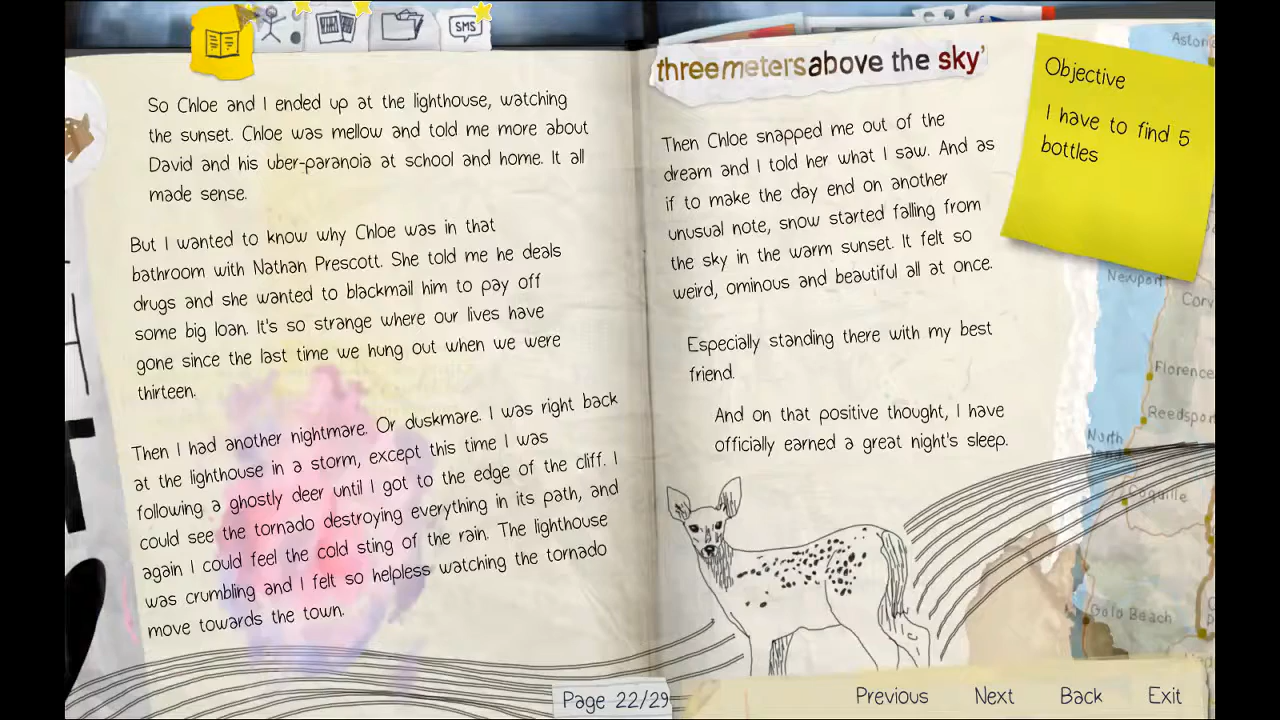 SMS
So Chloe and I ended up at the lighthouse, watching
the sunset. Chloe was mellow and told me more about
David and his uber-paranoia at school and home. It all
made sense.
But I wanted to know why Chloe was in that
bathroom with Nathan Prescott. She told me he deals
drugs and she wanted to blackmail him to pay off
some big loan. It's so strange where our lives have
gone since the last time we hung out when we were
thirteen.
Then I had another nightmare. Or duskmare. I was right back
at the lighthouse in a storm, except this time I was
following a ghostly deer until I got to the edge of the cliff. I
could see the tornado destroying everything in its path, and
again I could feel the cold sting of the rain. The lighthouse
was crumbling and I felt so helpless watching the tornado
move towards the town.
threemetersabove the sky'
Then Chloe snapped me out of the
dream and I told her what I saw. And as
if to make the day end on another
unusual note, snow started falling from
the sky in the warm sunset. It felt so
weird, ominous and beautiful all at once.
Especially standing there with my best
friend.
And on that positive thought, I have
officially earned a great night's sleep.
Objective
I have to find 5
bottles
Newport
Florence
Reedsport
North
Coquille
Gold Beach
Page 22/29
Previous Next Back Exit